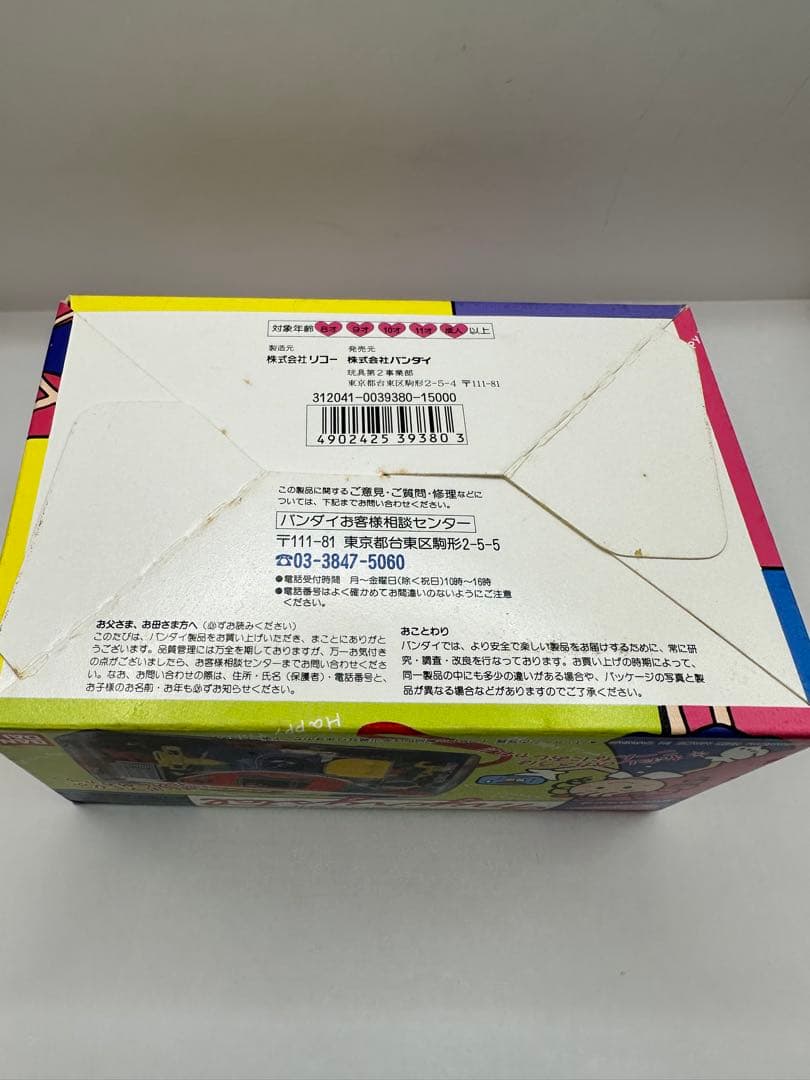 対象年齢 8才 9才 10才 11才 成人 以上
製造元 発売元
株式会社リコー 株式会社バンダイ
玩具第2事業部
東京都台東区駒形2-5-4 〒111-81
312041-0039380-15000
4902425393803
この製品に関するご意見・ご質問・修理などに
ついては、下記までお問い合わせください。
バンダイお客様相談センター
〒111-81 東京都台東区駒形2-5-5
☎03-3847-5060
●電話受付時間 月〜金曜日(除く祝日)10時〜16時
●電話番号はよく確かめてお間違いのないようにご注意
ください。
お父さま、お母さま方へ(必ずお読みください)
このたびは、バンダイ製品をお買い上げいただき、まことにありがと
うございます。品質管理には万全を期しておりますが、万一お気付き
の点がございましたら、お客様相談センターまでお問い合わせくださ
い。なお、お問い合わせの際は、住所・氏名(保護者)・電話番号と、
お子様のお名前・お年も必ずお知らせください。
おことわり
バンダイでは、より安全で楽しい製品をお届けするために、常に研
究・調査・改良を行なっております。お買い上げの時期によって、
同一製品の中にも多少の違いがある場合や、パッケージの写真と製
品が異なる場合などがありますのでご了承ください。
Happy